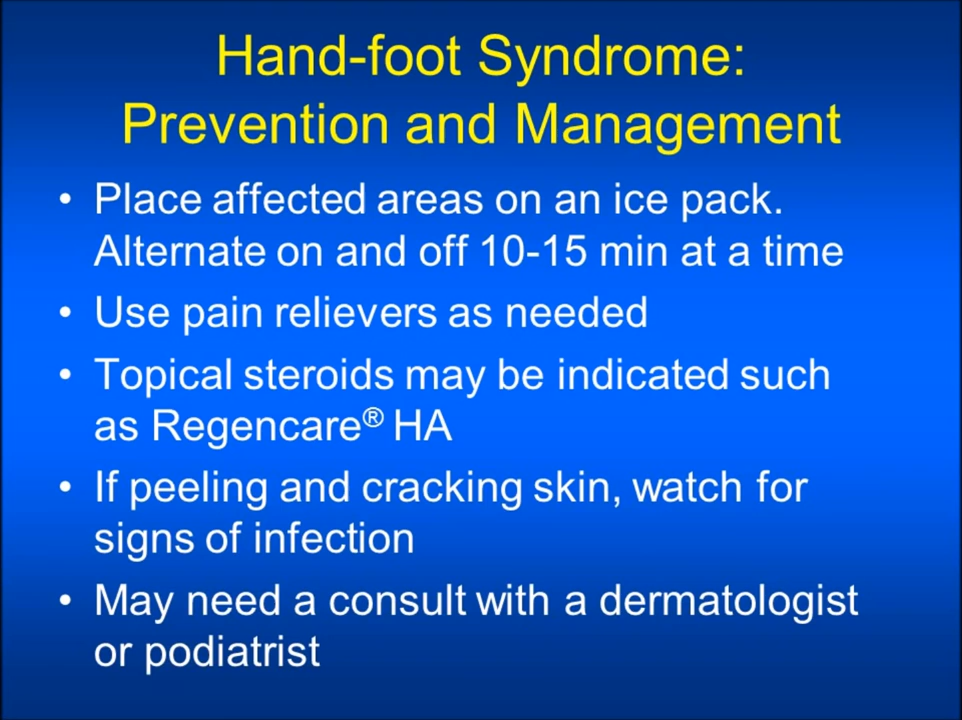 Hand-foot Syndrome:
Prevention and Management
• Place affected areas on an ice pack.
Alternate on and off 10-15 min at a time
• Use pain relievers as needed
• Topical steroids may be indicated such
as Regencare® HA
• If peeling and cracking skin, watch for
signs of infection
• May need a consult with a dermatologist
or podiatrist